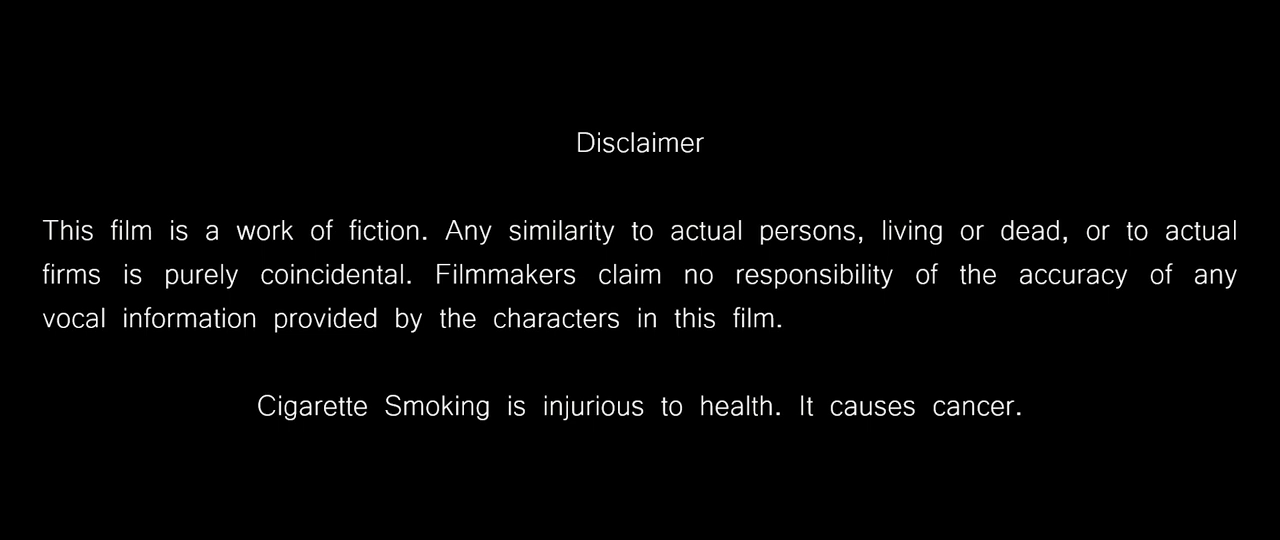 Disclaimer
This film is a work of fiction. Any similarity to actual persons, living or dead, or to actual
firms is purely coincidental. Filmmakers claim no responsibility of the accuracy of any
vocal information provided by the characters in this film.
Cigarette Smoking is injurious to health. It causes cancer.